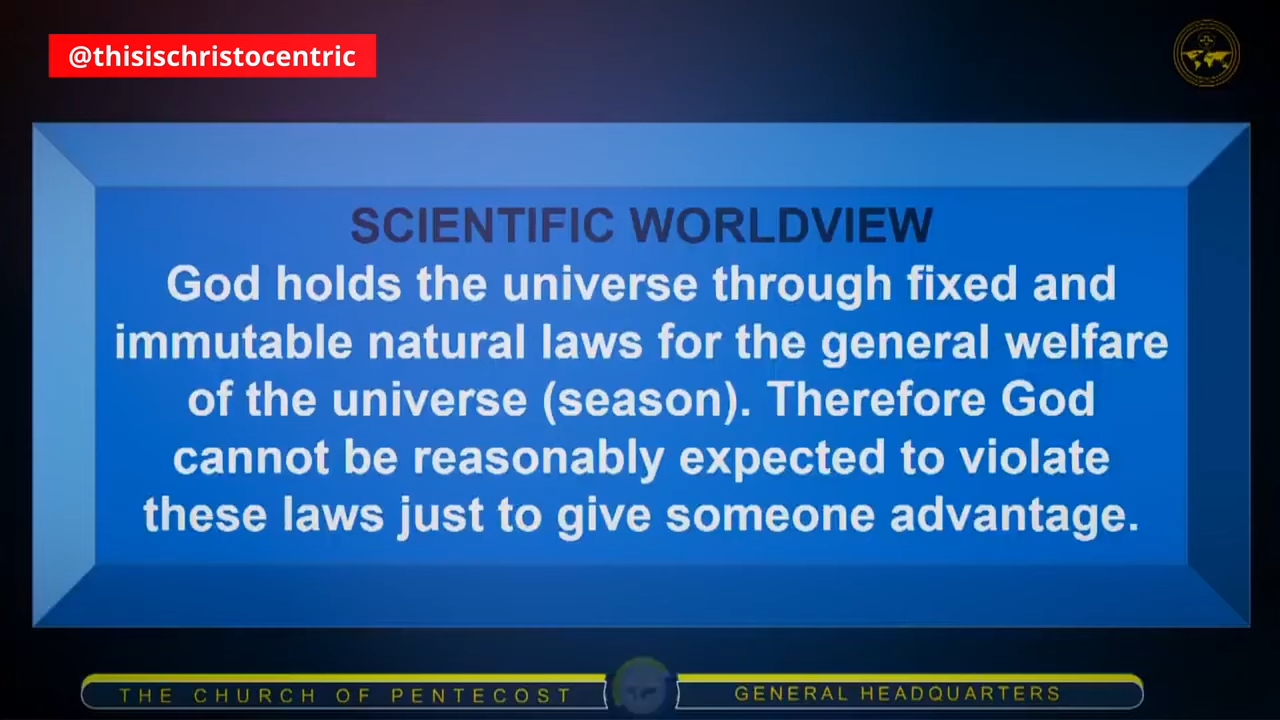 @thisischristocentric
SCIENTIFIC WORLDVIEW
God holds the universe through fixed and
immutable natural laws for the general welfare
of the universe (season). Therefore God
cannot be reasonably expected to violate
these laws just to give someone advantage.
THE CHURCH OF PENTECOST
GENERAL HEADQUARTERS